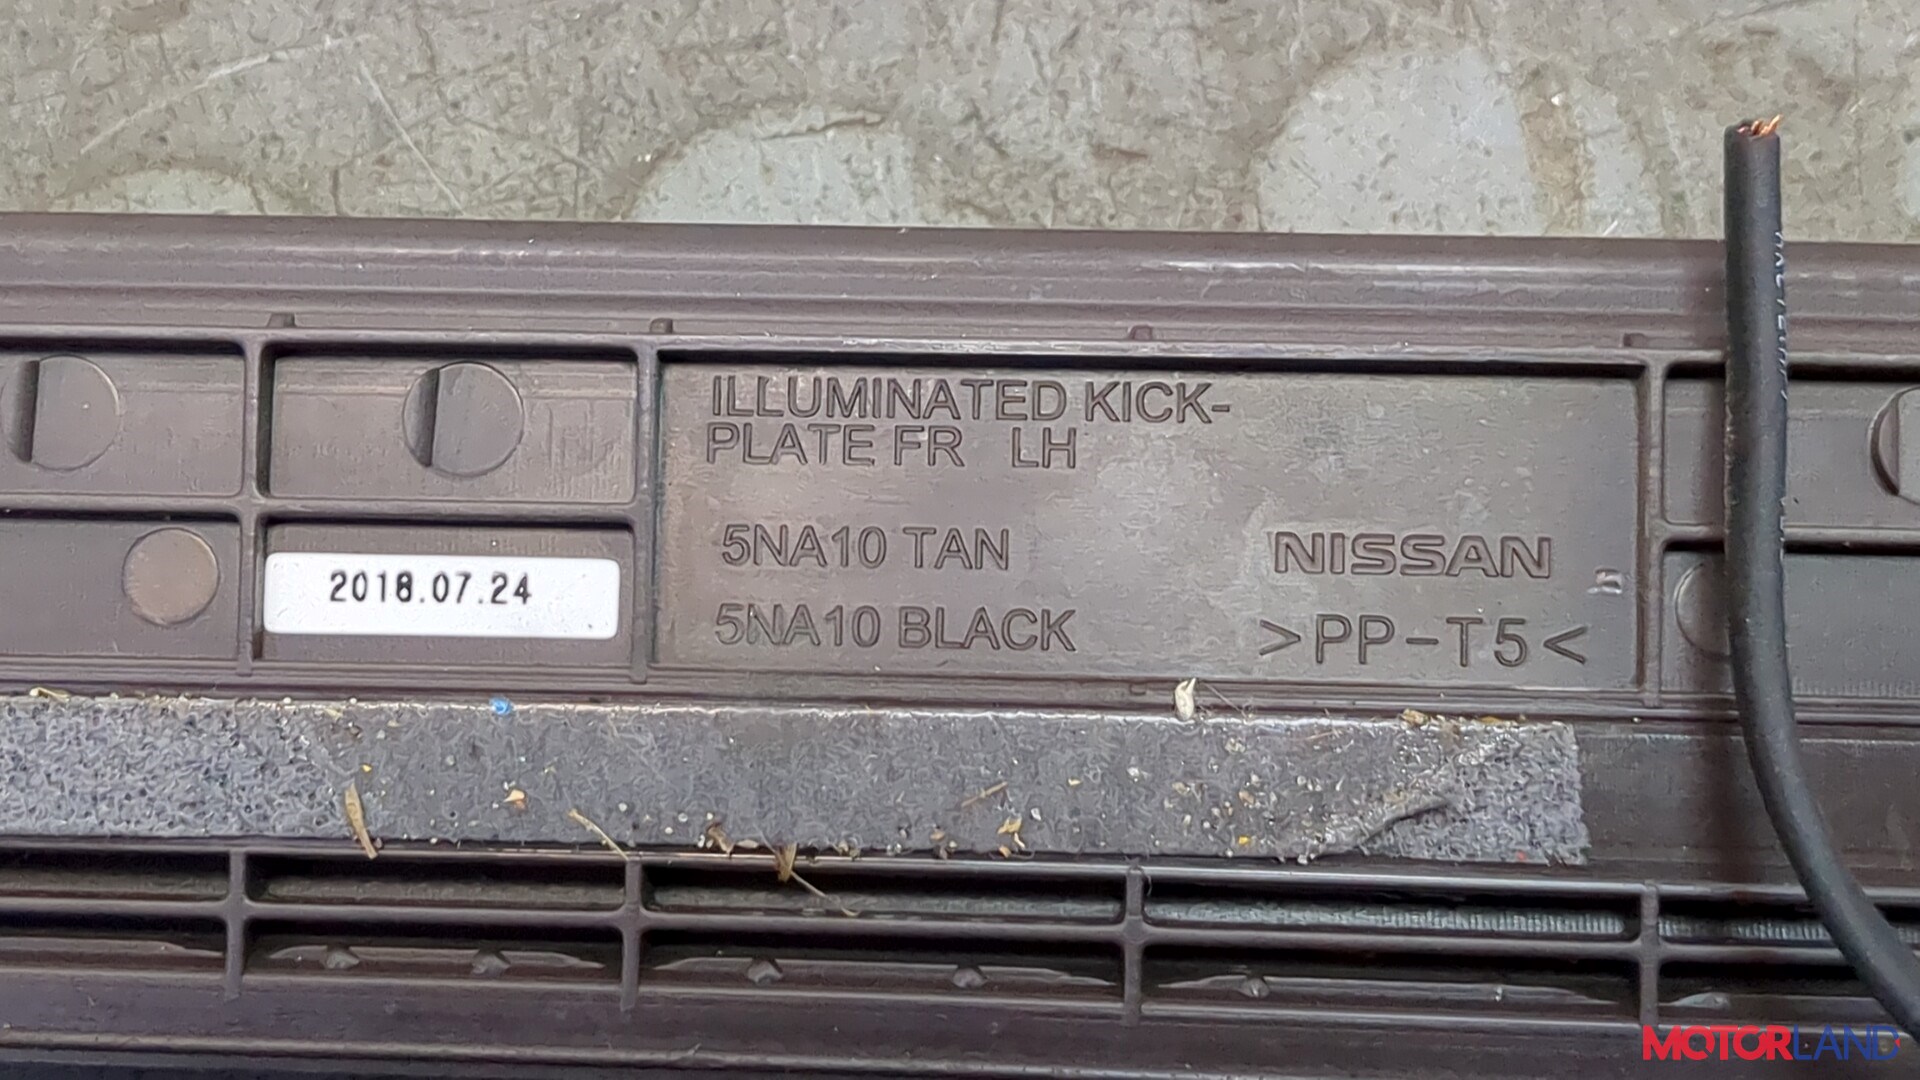 ILLUMINATED KICK-
PLATE FR LH
5NA10 TAN
NISSAN
2018.07.24
5NA10 BLACK
>PP-T5<
MOTORLAND